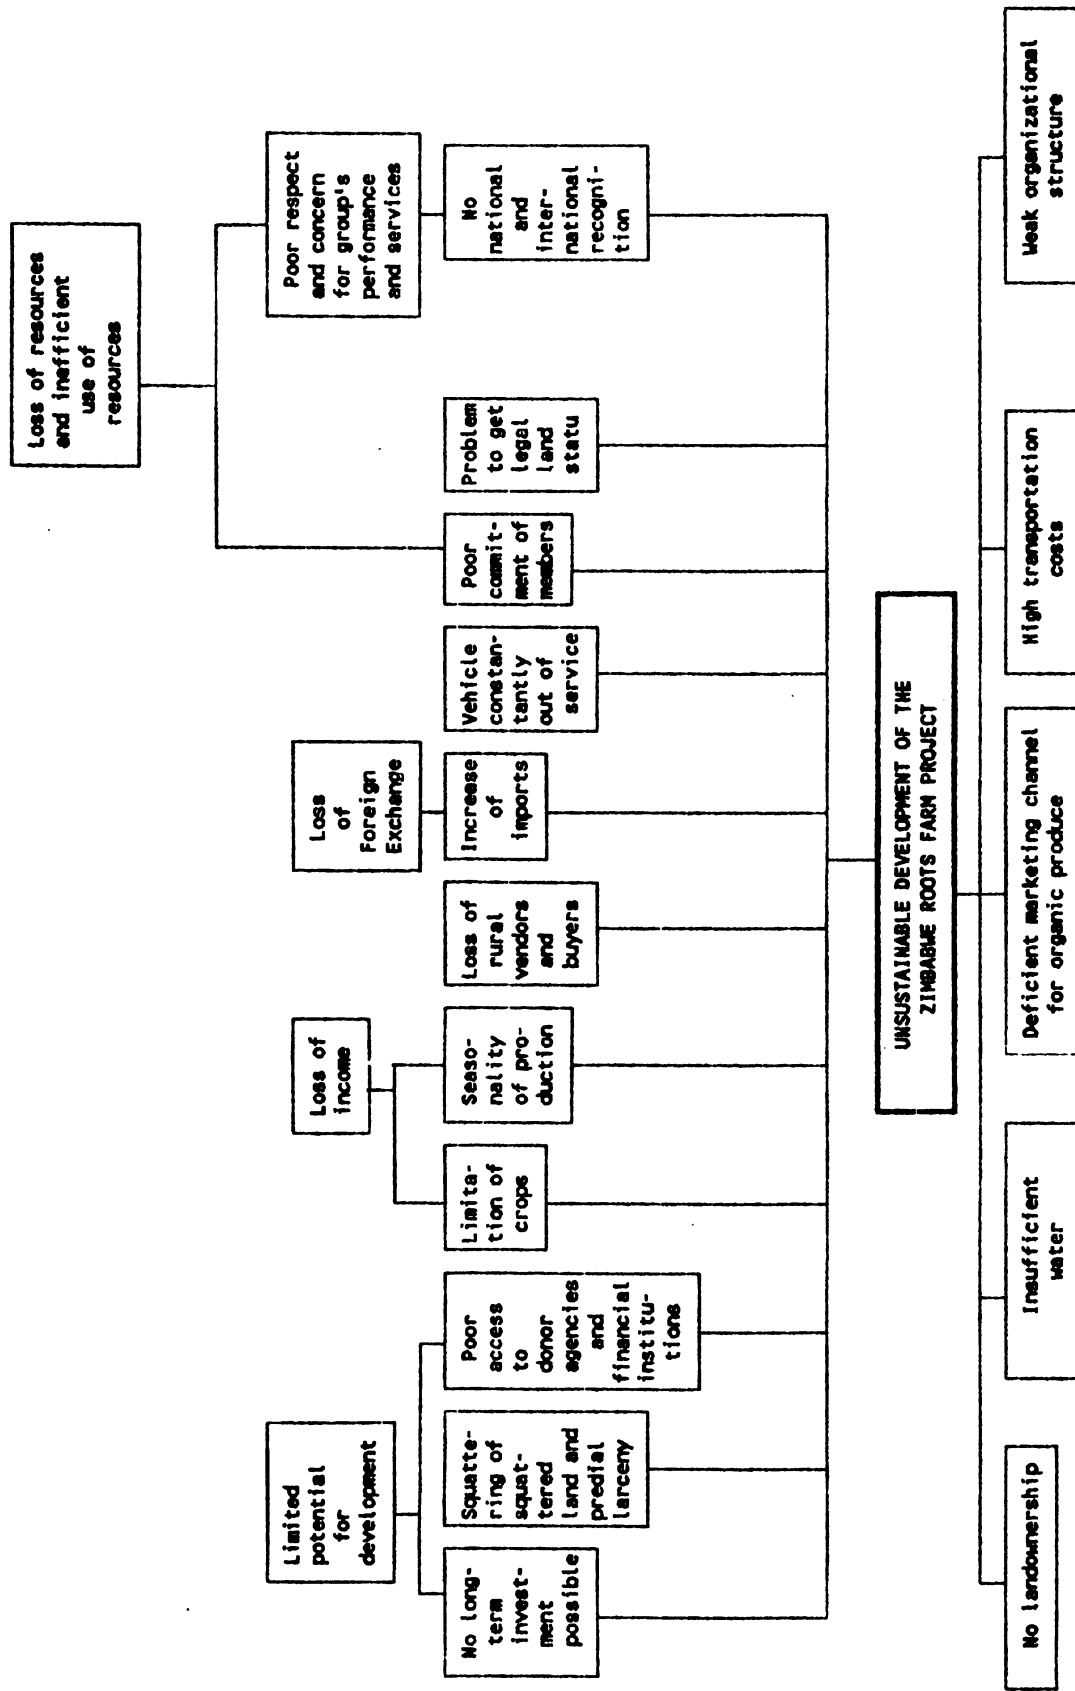 Loss of resources
and inefficient
use of
resources
Limited
potential
for
development
Loss of
income
Loss
of
Foreign
Exchange
Poor respect
and concern
for group's
performance
and services
No long-
term
invest-
ment
possible
Squatte-
ring of
squat-
tered
land and
predial
larceny
Poor
access
to
donor
agencies
and
financial
institu-
tions
Limita-
tion of
crops
Seaso-
nality
of pro-
duction
Loss of
rural
vendors
and
buyers
Increese
of
imports
Vehicle
constan-
tantly
out of
service
Poor
commit-
ment of
members
Problem
to get
legal
land
statu
No
national
and
inter-
national
recogni-
tion
UNSUSTAINABLE DEVELOPMENT OF THE
ZIMBABWE ROOTS FARM PROJECT
No landownership
Insufficient
water
Deficient marketing channel
for organic produce
High transportation
costs
Weak organizational
structure